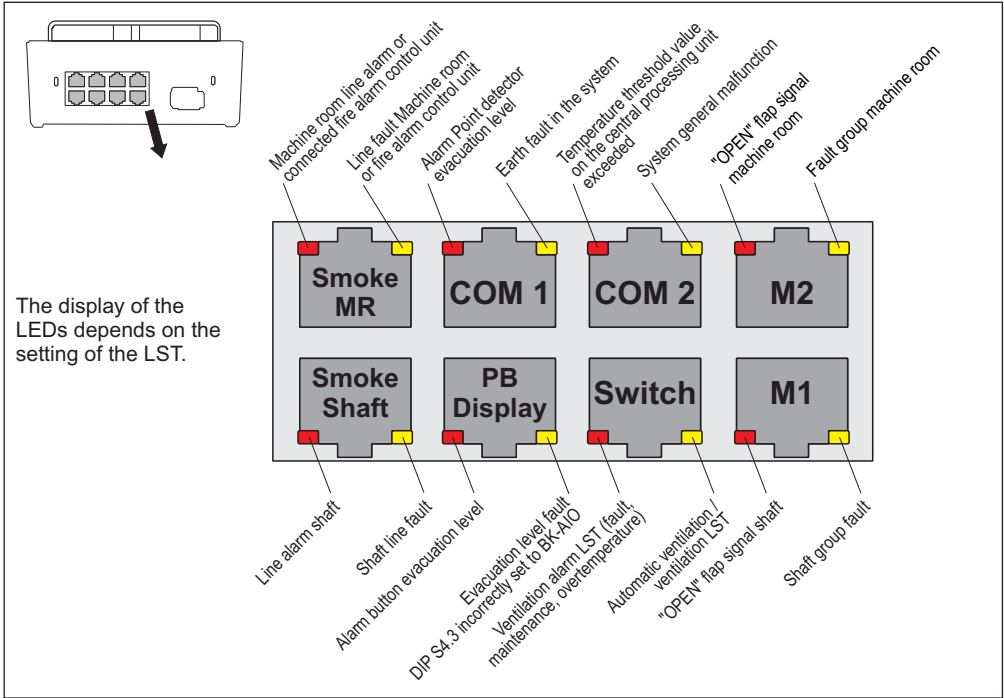 Machine room line alarm or
connected fire alarm control unit
Line fault Machine room
or fire alarm control unit
Alarm Point detector
evacuation level
Earth fault in the system
Temperature threshold value
on the central processing unit
exceeded
System general malfunction
"OPEN" flap signal
machine room
Fault group machine room
Smoke
MR
COM 1
COM 2
M2
The display of the
LEDs depends on the
setting of the LST.
Smoke
Shaft
PB
Display
Switch
M1
Line alarm shaft
Shaft line fault
Alarm button evacuation level
Evacuation level fault
DIP S4.3 incorrectly set to BK-AIO
Ventilation alarm LST (fault,
maintenance, overtemperature)
Automatic ventilation /
ventilation LST
"OPEN" flap signal shaft
Shaft group fault